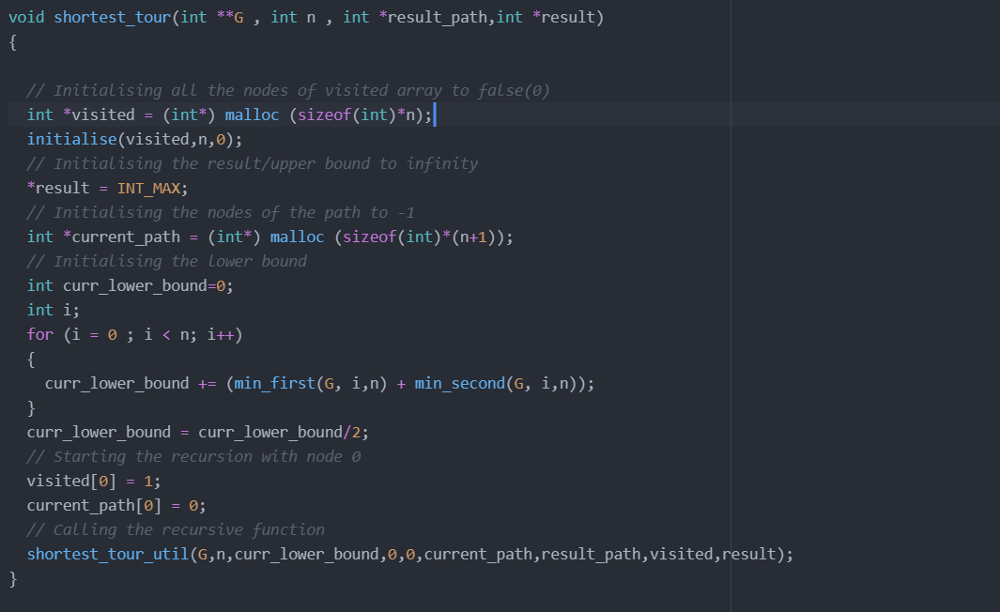 void shortest_tour(int **G , int n , int *result_path,int *result)
{
// Initialising all the nodes of visited array to false(0)
int *visited = (int*) malloc (sizeof(int)*n);
initialise(visited,n,0);
// Initialising the result/upper bound to infinity
*result = INT_MAX;
// Initialising the nodes of the path to -1
int *current_path = (int*) malloc (sizeof(int)*(n+1));
// Initialising the lower bound
int curr_lower_bound=0;
int i;
for (i = 0 ; i < n; i++)
{
curr_lower_bound += (min_first(G, i,n) + min_second(G, i,n));
}
curr_lower_bound = curr_lower_bound/2;
// Starting the recursion with node 0
visited[0] = 1;
current_path[0] = 0;
// Calling the recursive function
shortest_tour_util(G,n,curr_lower_bound,0,0,current_path,result_path,visited,result);
}